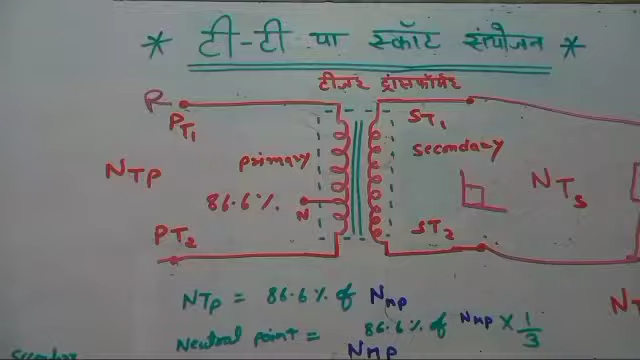 * टी-टी या स्कॉट संयोजन *
टीज़र ट्रांसफॉर्मर
R
PT1
ST1
NTP
primary
secondary
86.6%.
N
NTs
PT2
ST2
NTP = 86.6% of Nmp
Neutral point = 86.6% of Nmp × 1/3
Nmp
NT